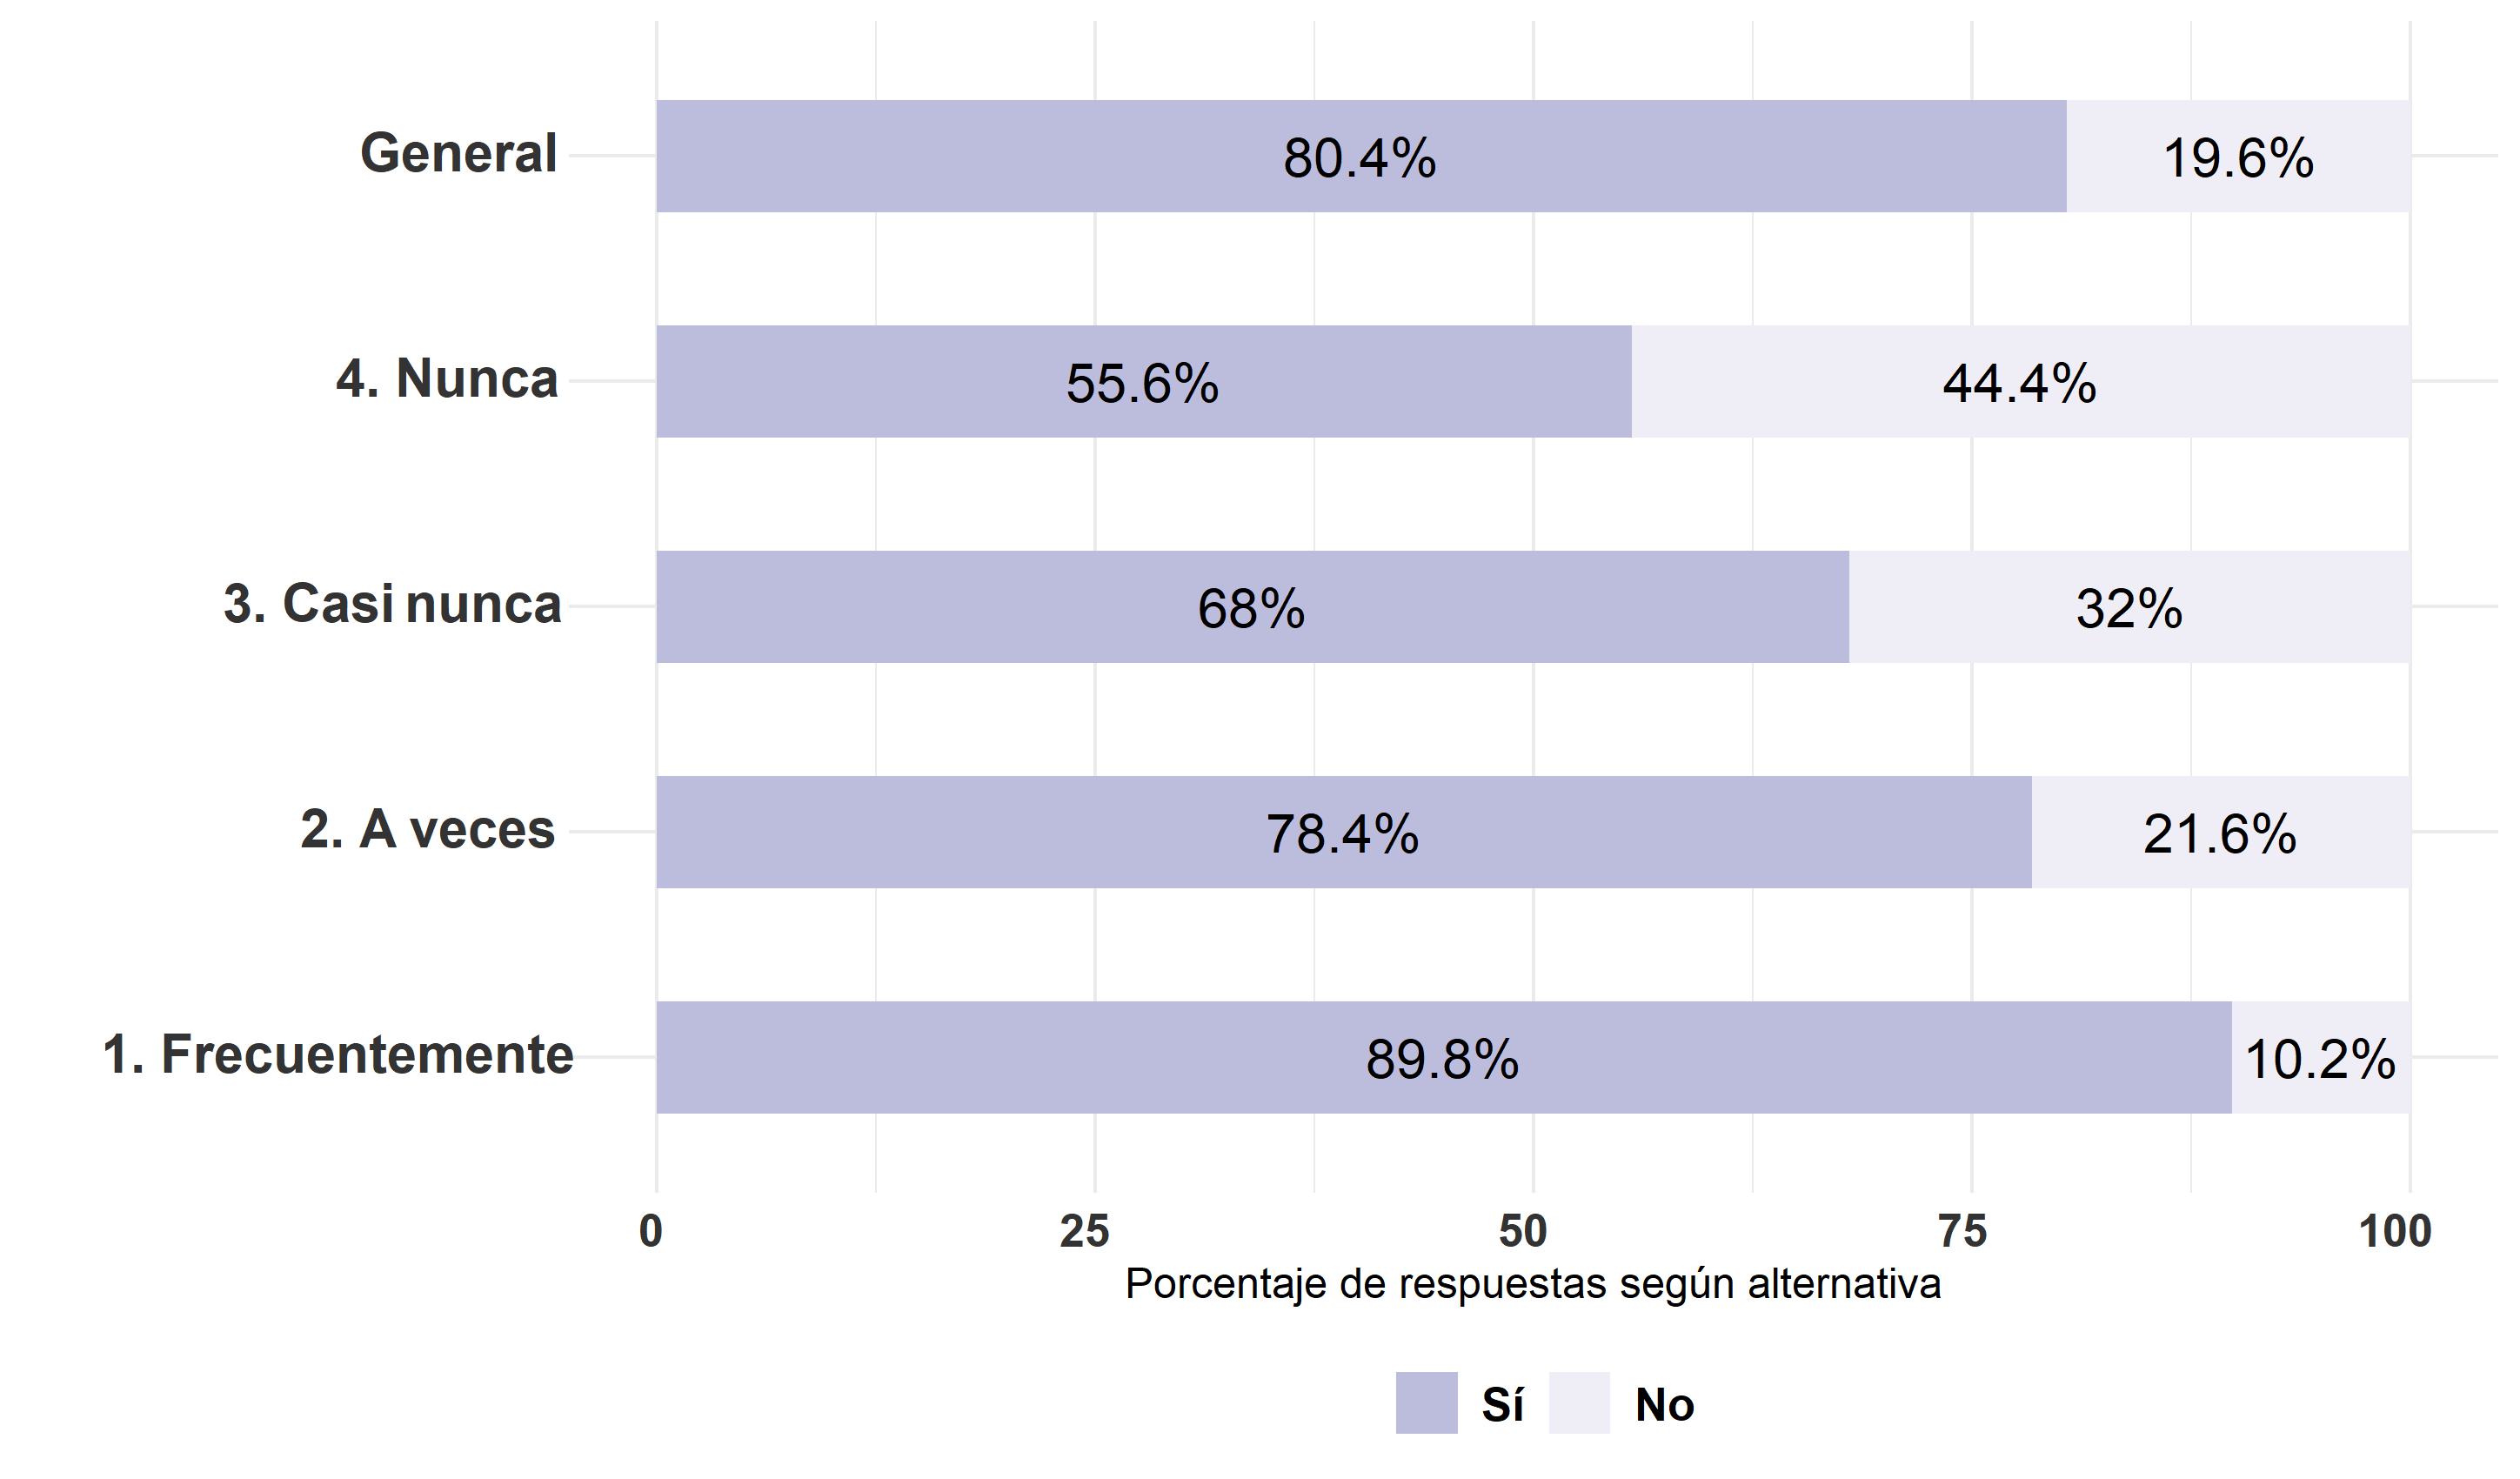 General 80.4% 19.6%
4. Nunca 55.6% 44.4%
3. Casi nunca 68% 32%
2. A veces 78.4% 21.6%
1. Frecuentemente 89.8% 10.2%
0 25 50 75 100
Porcentaje de respuestas según alternativa
Sí No